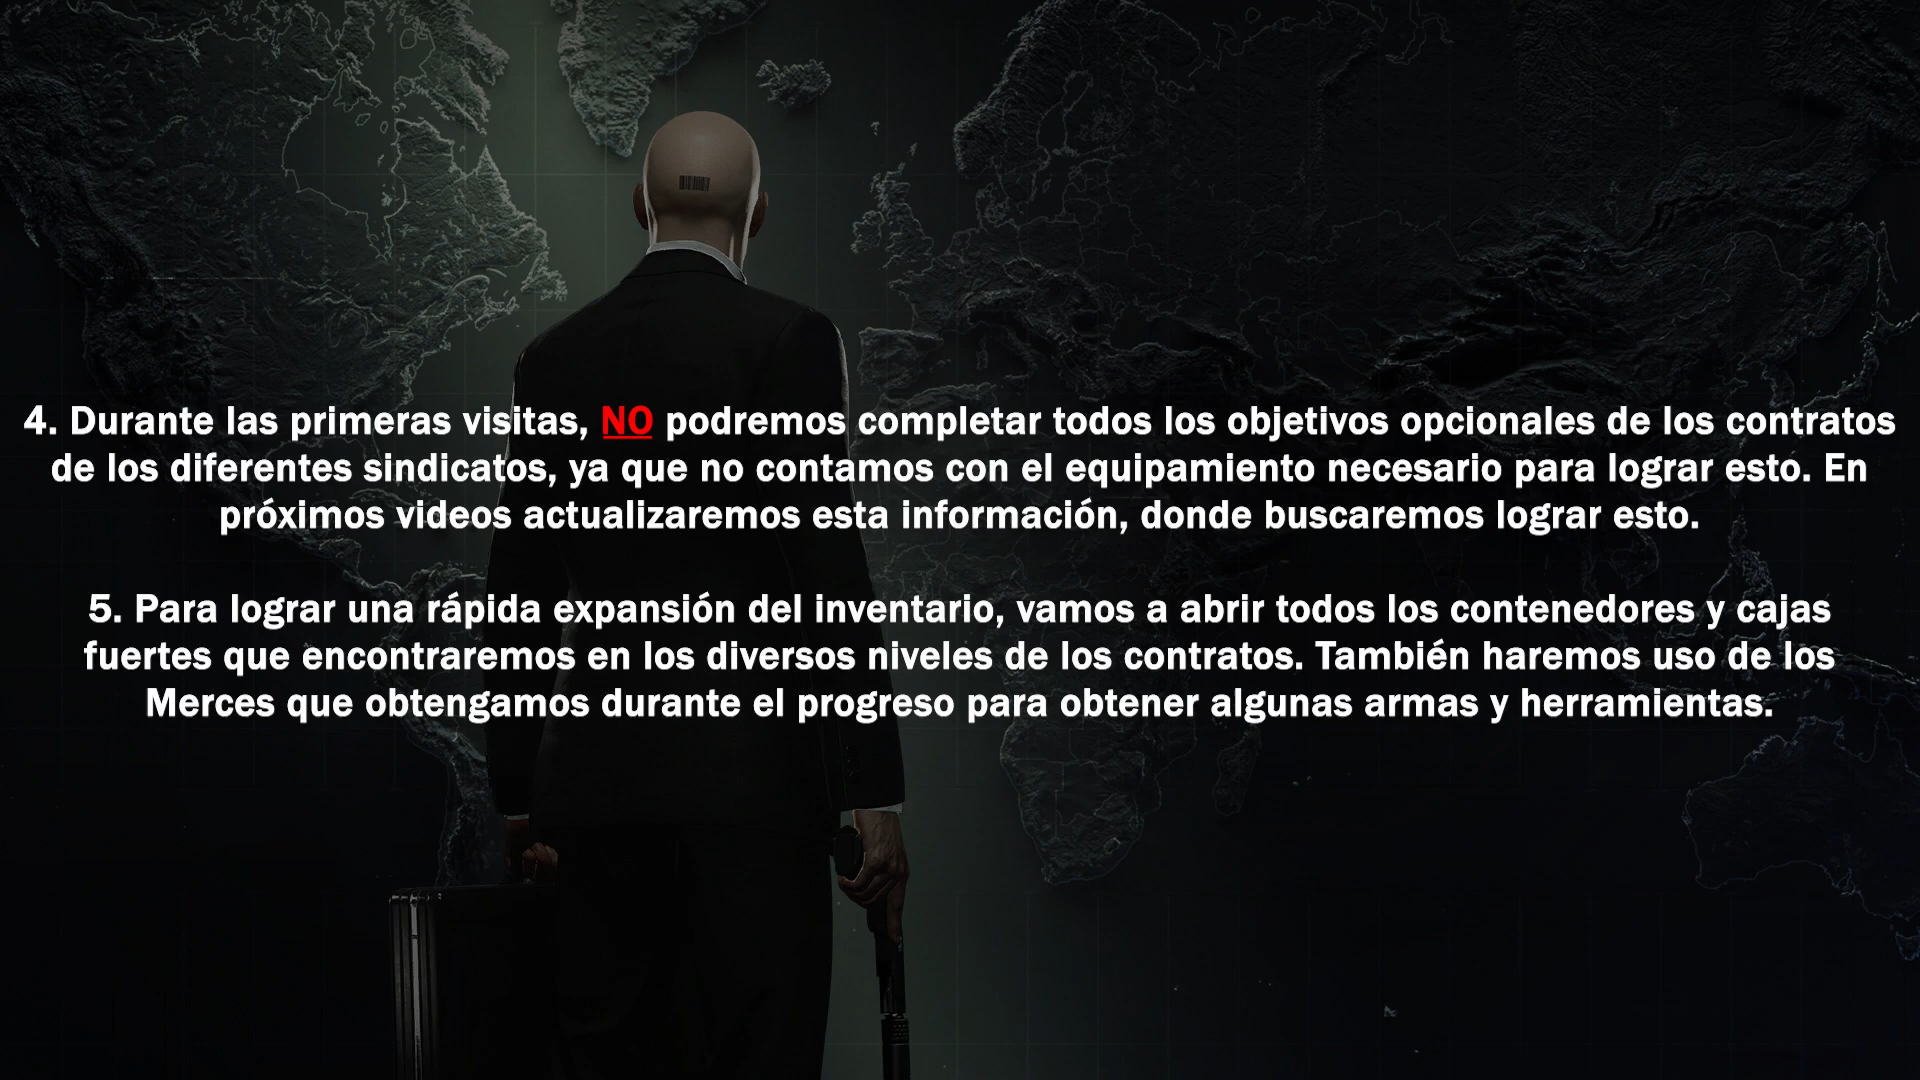 4. Durante las primeras visitas, NO podremos completar todos los objetivos opcionales de los contratos
de los diferentes sindicatos, ya que no contamos con el equipamiento necesario para lograr esto. En
próximos videos actualizaremos esta información, donde buscaremos lograr esto.
5. Para lograr una rápida expansión del inventario, vamos a abrir todos los contenedores y cajas
fuertes que encontraremos en los diversos niveles de los contratos. También haremos uso de los
Merces que obtengamos durante el progreso para obtener algunas armas y herramientas.